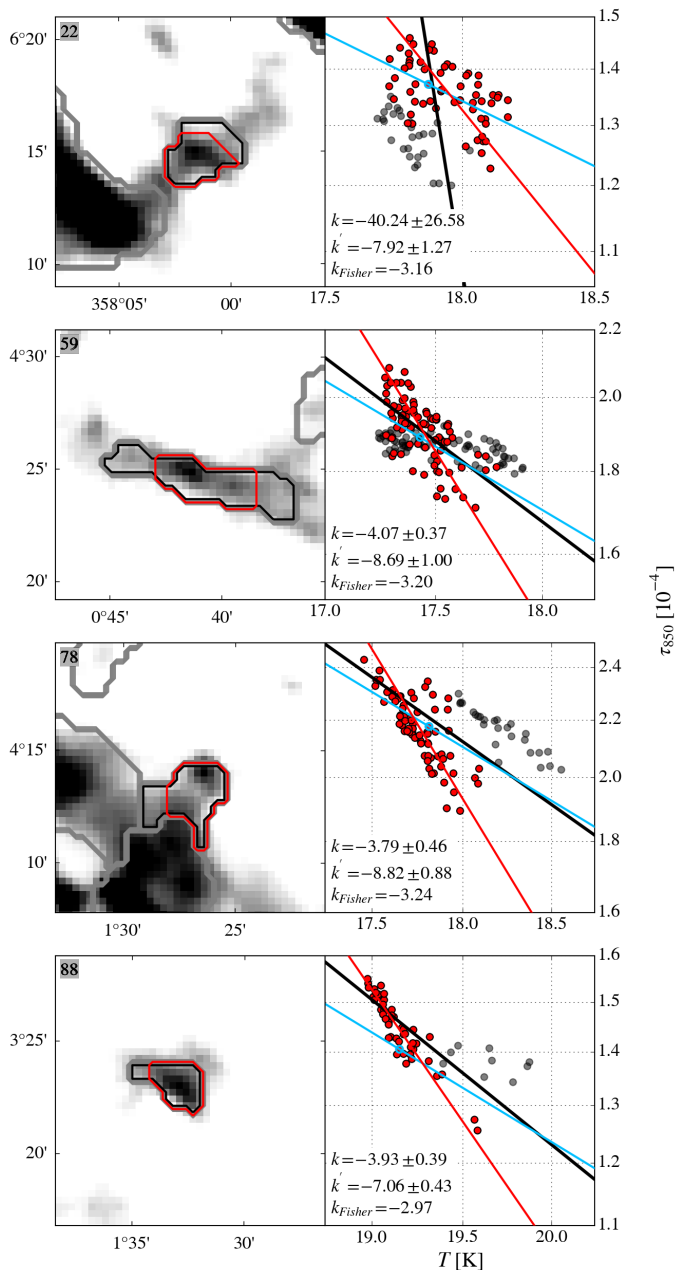 22
6°20'
15'
10'
358°05' 00'
1.5
1.4
1.3
1.2
1.1
k=−40.24±26.58
k'=−7.92±1.27
k_Fisher=−3.16
17.5 18.0 18.5
59
4°30'
25'
20'
0°45' 40'
2.2
2.0
1.8
1.6
k=−4.07±0.37
k'=−8.69±1.00
k_Fisher=−3.20
17.0 17.5 18.0
τ850 [10⁻⁴]
78
4°15'
10'
1°30' 25'
2.4
2.2
2.0
1.8
1.6
k=−3.79±0.46
k'=−8.82±0.88
k_Fisher=−3.24
17.5 18.0 18.5
88
3°25'
20'
1°35' 30'
1.6
1.5
1.4
1.3
1.2
1.1
k=−3.93±0.39
k'=−7.06±0.43
k_Fisher=−2.97
19.0 19.5 20.0
T [K]